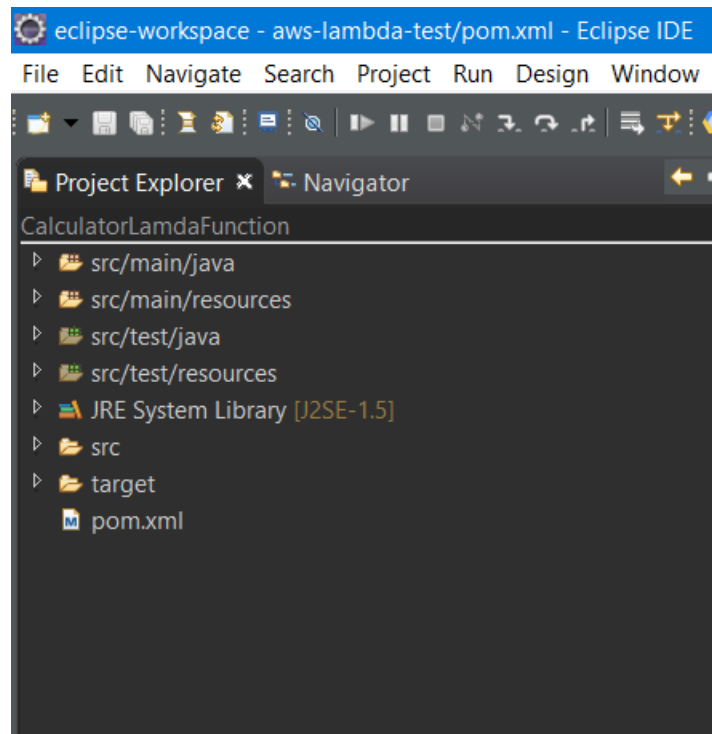 eclipse-workspace - aws-lambda-test/pom.xml - Eclipse IDE
File Edit Navigate Search Project Run Design Window
Project Explorer Navigator
CalculatorLamdaFunction
src/main/java
src/main/resources
src/test/java
src/test/resources
JRE System Library [J2SE-1.5]
src
target
pom.xml